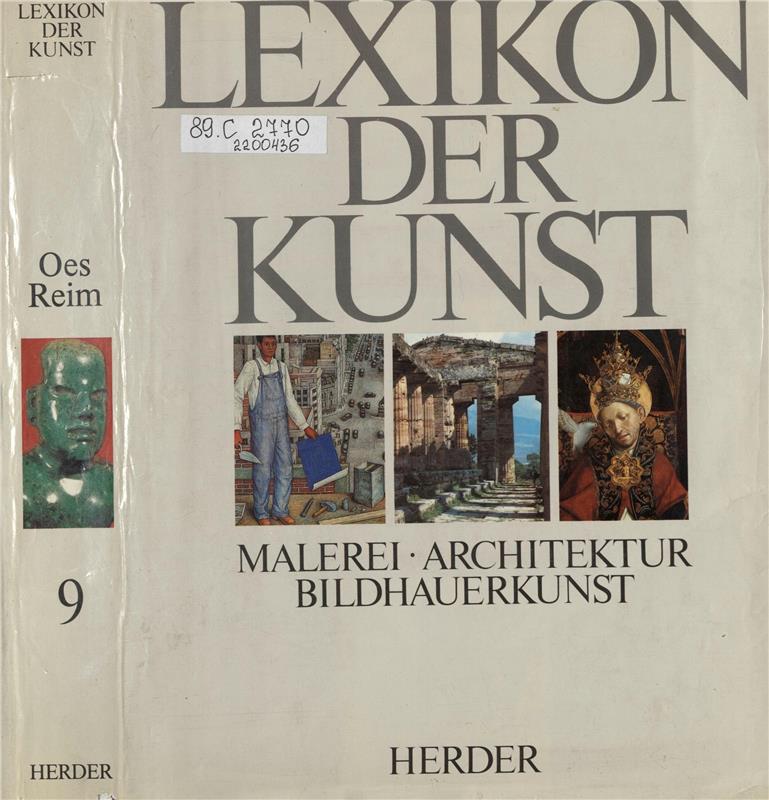 LEXIKON
DER
KUNST
Oes
Reim
9
HERDER
LEXIKON
DER
KUNST
89.C 2770
2200436
MALEREI · ARCHITEKTUR
BILDHAUERKUNST
HERDER